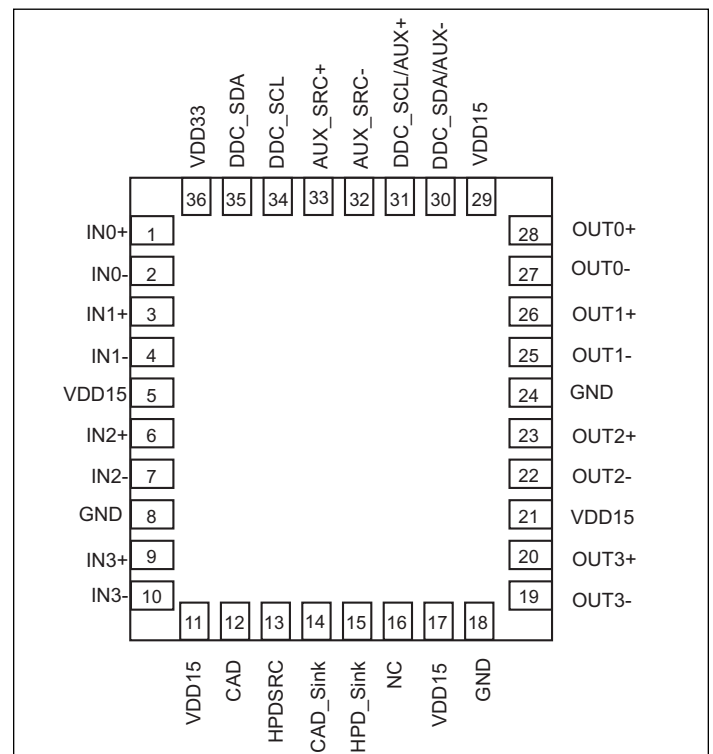 VDD33
DDC_SDA
DDC_SCL
AUX_SRC+
AUX_SRC-
DDC_SCL/AUX+
DDC_SDA/AUX-
VDD15
36 35 34 33 32 31 30 29
IN0+ 1 28 OUT0+
IN0- 2 27 OUT0-
IN1+ 3 26 OUT1+
IN1- 4 25 OUT1-
VDD15 5 24 GND
IN2+ 6 23 OUT2+
IN2- 7 22 OUT2-
GND 8 21 VDD15
IN3+ 9 20 OUT3+
IN3- 10 19 OUT3-
11 12 13 14 15 16 17 18
VDD15
CAD
HPDSRC
CAD_Sink
HPD_Sink
NC
VDD15
GND